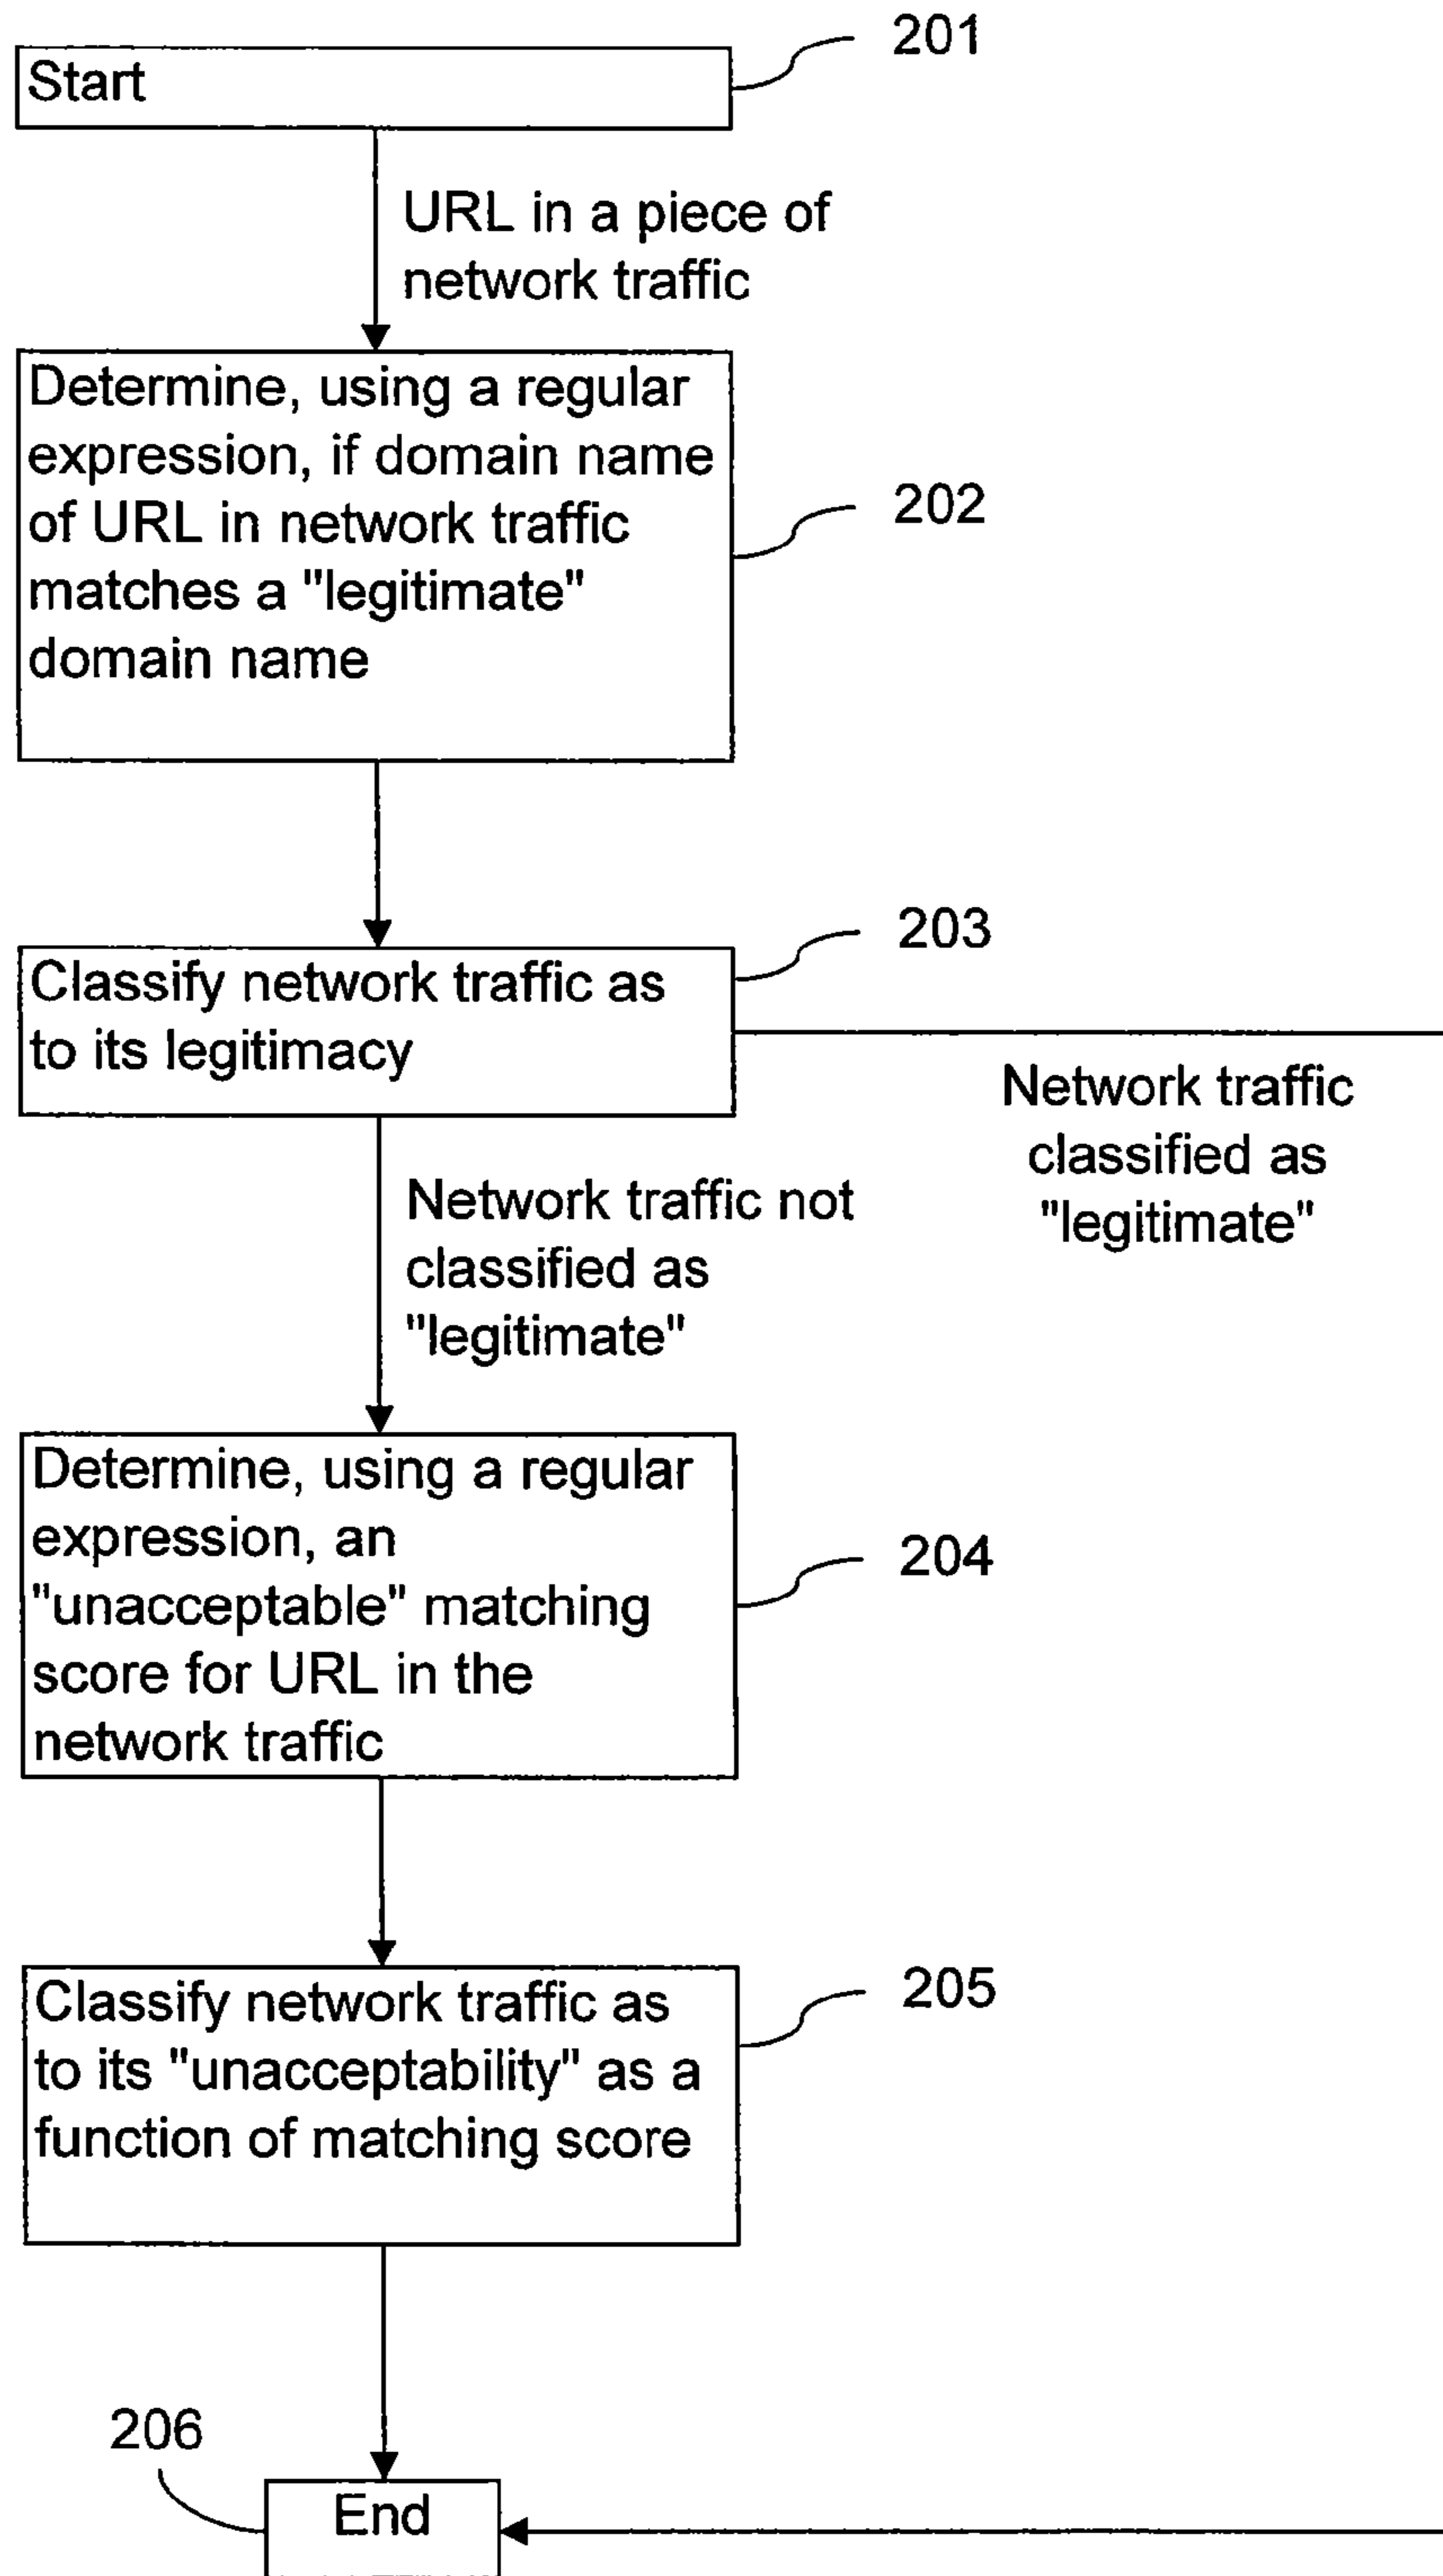 201
Start
URL in a piece of
network traffic
Determine, using a regular
expression, if domain name
of URL in network traffic
matches a "legitimate"
domain name
202
203
Classify network traffic as
to its legitimacy
Network traffic
classified as
"legitimate"
Network traffic not
classified as
"legitimate"
Determine, using a regular
expression, an
"unacceptable" matching
score for URL in the
network traffic
204
Classify network traffic as
to its "unacceptability" as a
function of matching score
205
206
End